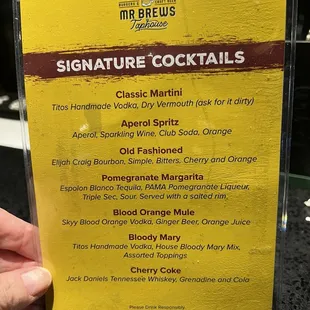 BURGERS & CRAFT BEER
MR BREWS
Taphouse
SIGNATURE COCKTAILS
Classic Martini
Titos Handmade Vodka, Dry Vermouth (ask for it dirty)
Aperol Spritz
Aperol, Sparkling Wine, Club Soda, Orange
Old Fashioned
Elijah Craig Bourbon, Simple, Bitters, Cherry and Orange
Pomegranate Margarita
Espolon Blanco Tequila, PAMA Pomegranate Liqueur,
Triple Sec, Sour. Served with a salted rim.
Blood Orange Mule
Skyy Blood Orange Vodka, Ginger Beer, Orange Juice
Bloody Mary
Titos Handmade Vodka, House Bloody Mary Mix,
Assorted Toppings
Cherry Coke
Jack Daniels Tennessee Whiskey, Grenadine and Cola
Please Drink Responsibly.